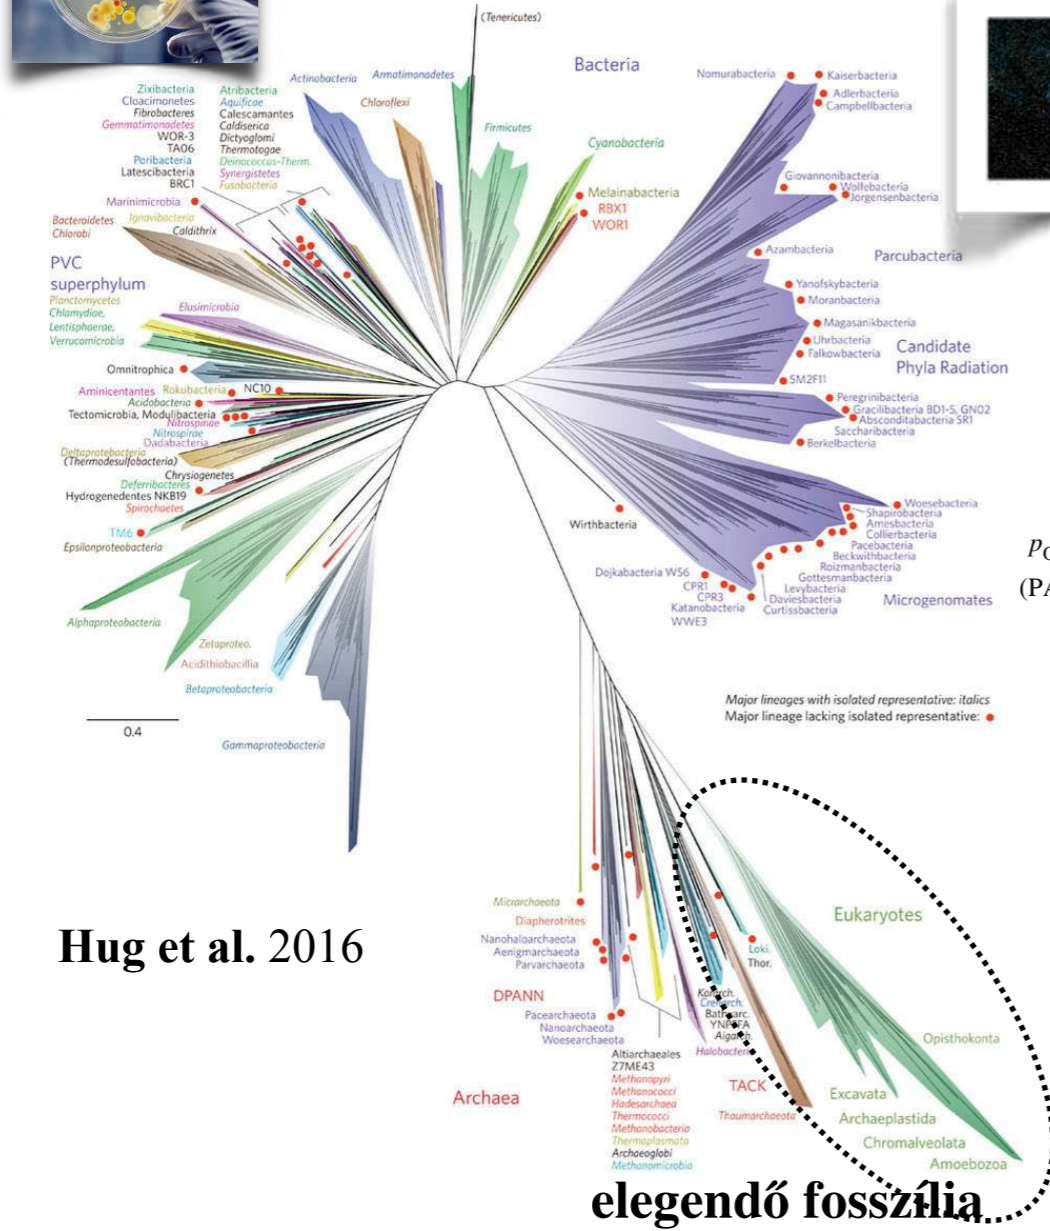 (Tenericutes)
Bacteria
Actinobacteria
Armatimonadetes
Chloroflexi
Firmicutes
Cyanobacteria
Melainabacteria
RBX1
WOR1
Zixibacteria
Cloacimonetes
Fibrobacteres
Gemmatimonadetes
WOR-3
TA06
Poribacteria
Latescibacteria
BRC1
Atribacteria
Aquificae
Calescamantes
Caldiserica
Dictyoglomi
Thermotogae
Deinococcus-Therm.
Synergistetes
Fusobacteria
Marinimicrobia
Bacteroidetes
Chlorobi
Ignavibacteria
Caldithrix
PVC
superphylum
Planctomycetes
Chlamydiae,
Lentisphaerae,
Verrucomicrobia
Elusimicrobia
Omnitrophica
Aminicentantes
Rokubacteria
NC10
Acidobacteria
Tectomicrobia, Modulibacteria
Nitrospinae
Nitrospirae
Dadabacteria
Deltaproteobacteria
(Thermodesulfobacteria)
Chrysiogenetes
Deferribacteres
Hydrogenedentes NKB19
Spirochaetes
TM6
Epsilonproteobacteria
Alphaproteobacteria
Zetaproteo.
Acidithiobacillia
Betaproteobacteria
Gammaproteobacteria
0.4
Nomurabacteria
Kaiserbacteria
Adlerbacteria
Campbellbacteria
Giovannonibacteria
Wolfebacteria
Jorgensenbacteria
Azambacteria
Parcubacteria
Yanofskybacteria
Moranbacteria
Magasanikbacteria
Uhrbacteria
Falkowbacteria
Candidate
Phyla Radiation
SM2F11
Peregrinibacteria
Gracilibacteria BD1-5, GN02
Absconditabacteria SR1
Saccharibacteria
Berkelbacteria
Woesebacteria
Shapirobacteria
Amesbacteria
Collierbacteria
Pacebacteria
Beckwithbacteria
Roizmanbacteria
Gottesmanbacteria
Levybacteria
Daviesbacteria
Curtissbacteria
Microgenomates
Wirthbacteria
Dojkabacteria WS6
CPR1
CPR3
Katanobacteria
WWE3
(PA
Major lineages with isolated representative: italics
Major lineage lacking isolated representative:
Hug et al. 2016
Micrarchaeota
Diapherotrites
Nanohaloarchaeota
Aenigmarchaeota
Parvarchaeota
DPANN
Pacearchaeota
Nanoarchaeota
Woesearchaeota
Archaea
Altiarchaeales
Z7ME43
Methanopyri
Methanococci
Hadesarchaea
Thermococci
Methanobacteria
Thermoplasmata
Archaeoglobi
Methanomicrobia
Halobacteria
Korarch.
Crenarch.
Bathyarc.
Aigarch.
Loki.
Thor.
TACK
Thaumarchaeota
Eukaryotes
Opisthokonta
Excavata
Archaeplastida
Chromalveolata
Amoebozoa
elegendő fosszília